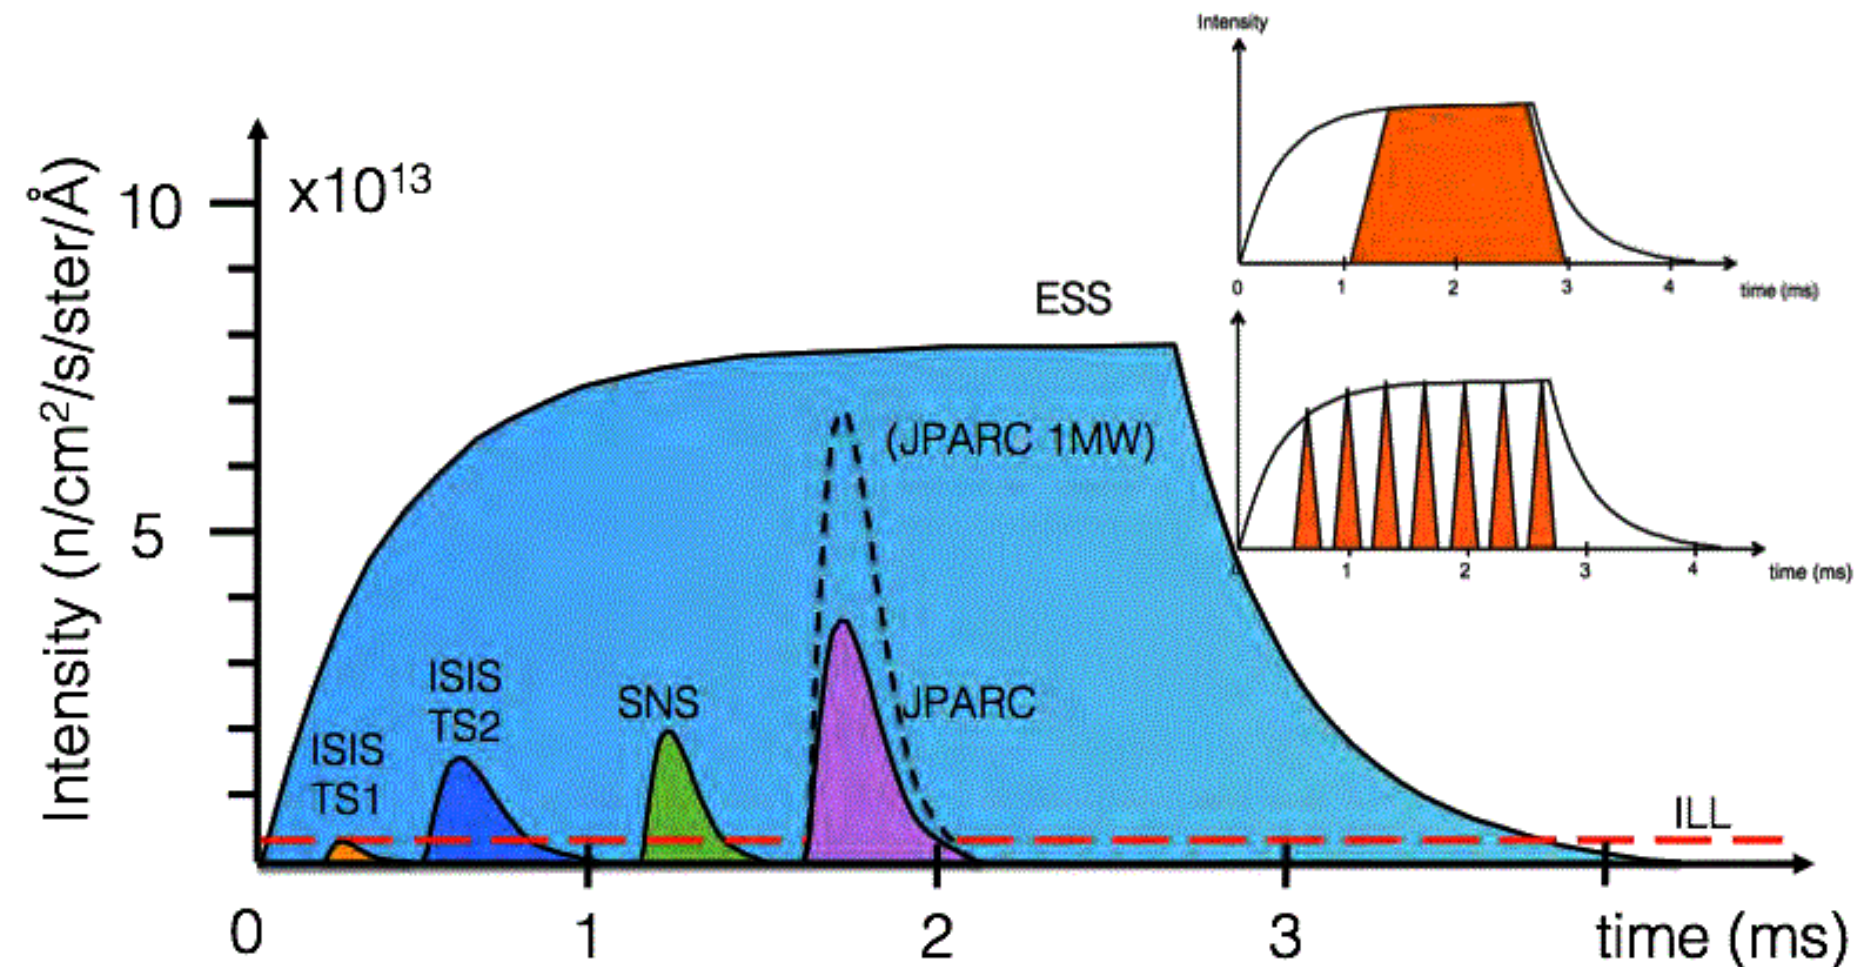 Intensity (n/cm²/s/ster/Å)
x10¹³
10
5
ISIS
TS1
ISIS
TS2
SNS
(JPARC 1MW)
JPARC
ESS
ILL
0 1 2 3 time (ms)
Intensity
0 1 2 3 4 time (ms)
1 2 3 4 time (ms)